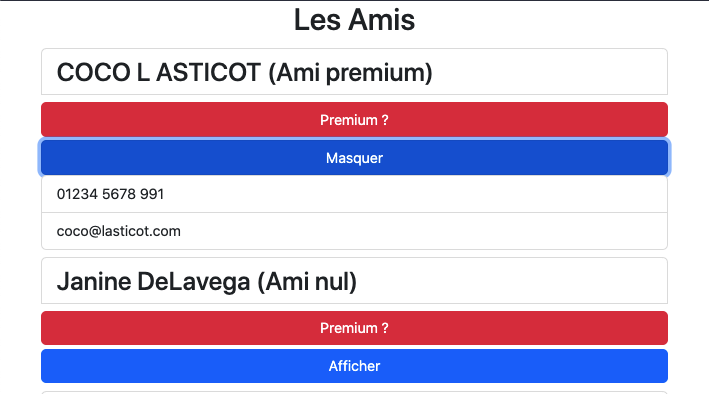 Les Amis
COCO L ASTICOT (Ami premium)
Premium ?
Masquer
01234 5678 991
coco@lasticot.com
Janine DeLavega (Ami nul)
Premium ?
Afficher